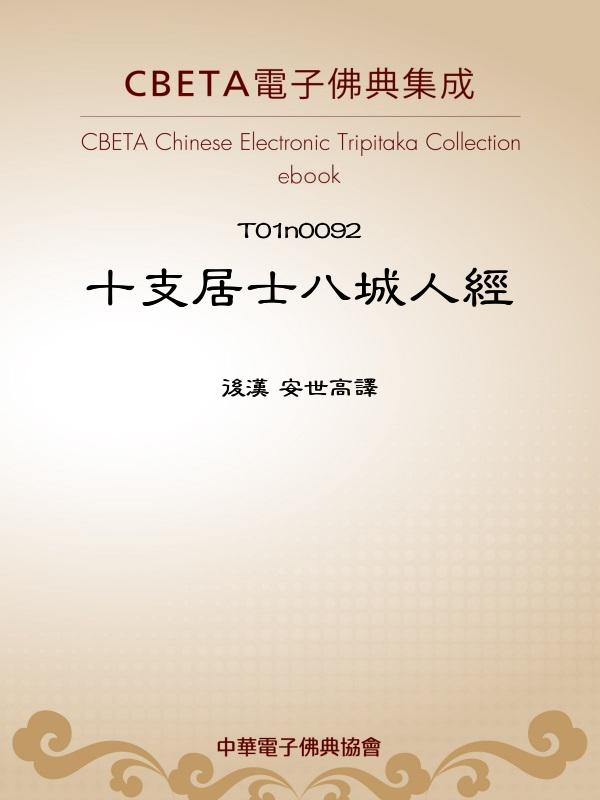 CBETA電子佛典集成
CBETA Chinese Electronic Tripitaka Collection
ebook
T01n0092
十支居士八城人經
後漢 安世高譯
中華電子佛典協會